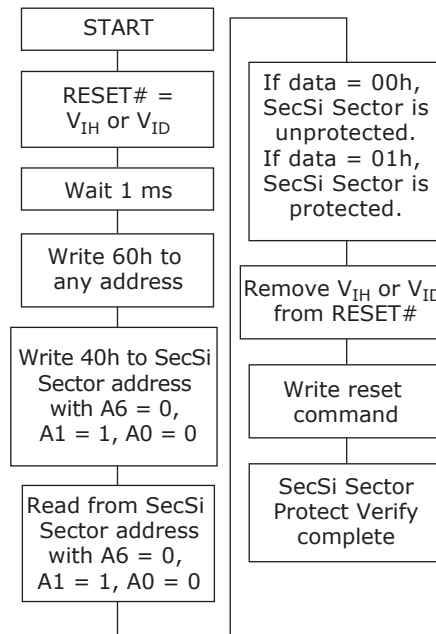 START
RESET# =
V_IH or V_ID
Wait 1 ms
Write 60h to
any address
Write 40h to SecSi
Sector address
with A6 = 0,
A1 = 1, A0 = 0
Read from SecSi
Sector address
with A6 = 0,
A1 = 1, A0 = 0
If data = 00h,
SecSi Sector is
unprotected.
If data = 01h,
SecSi Sector is
protected.
Remove V_IH or V_ID
from RESET#
Write reset
command
SecSi Sector
Protect Verify
complete